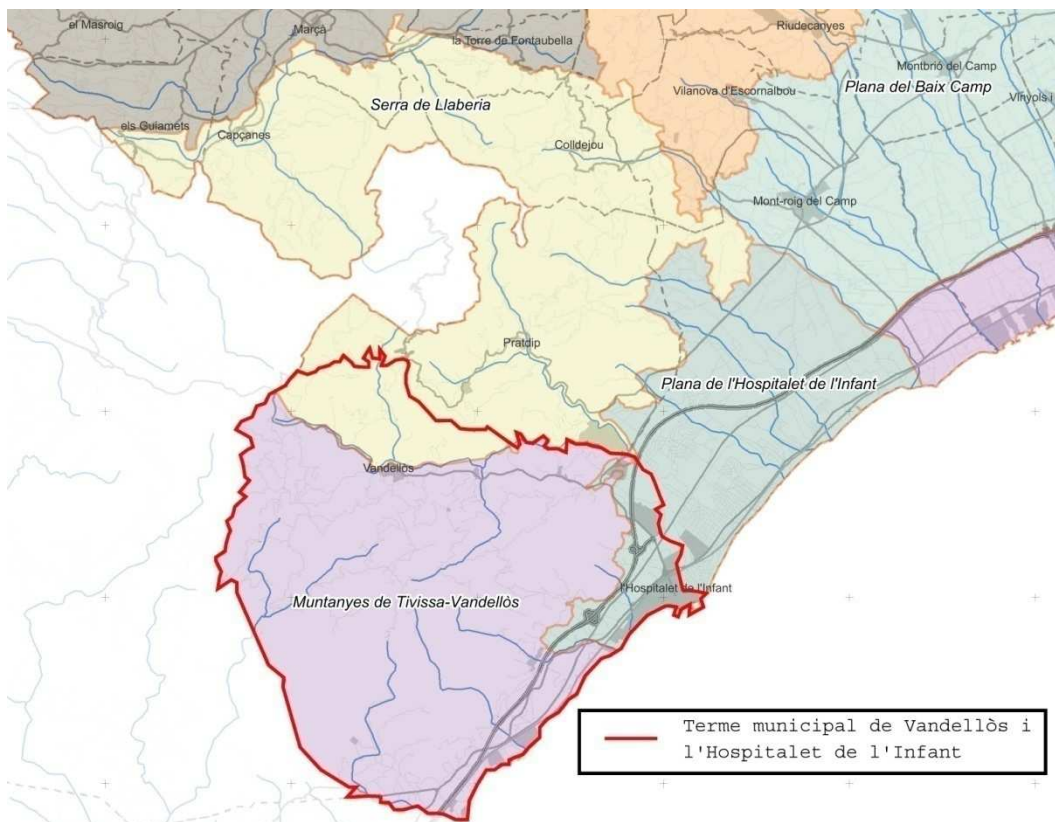 el Masroig
Marçà
la Torre de Fontaubella
Riudecanyes
Montbrió del Camp
Plana del Baix Camp
Vilanova d'Escornalbou
Vinyols i
Serra de Llaberia
els Guiamets
Capçanes
Colldejou
Mont-roig del Camp
Pratdip
Plana de l'Hospitalet de l'Infant
Vandellòs
l'Hospitalet de l'Infant
Muntanyes de Tivissa-Vandellòs
Terme municipal de Vandellòs i
l'Hospitalet de l'Infant